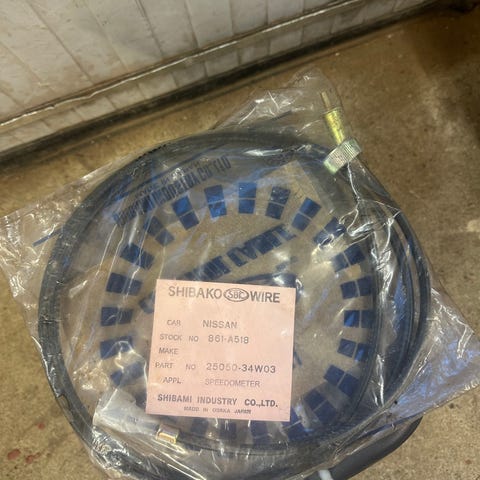 SHIBAKO SBK WIRE
CAR NISSAN
STOCK NO 861-A518
MAKE
PART NO 25050-34W03
APPL. SPEEDOMETER
SHIBAMI INDUSTRY CO.,LTD.
MADE IN OSAKA JAPAN